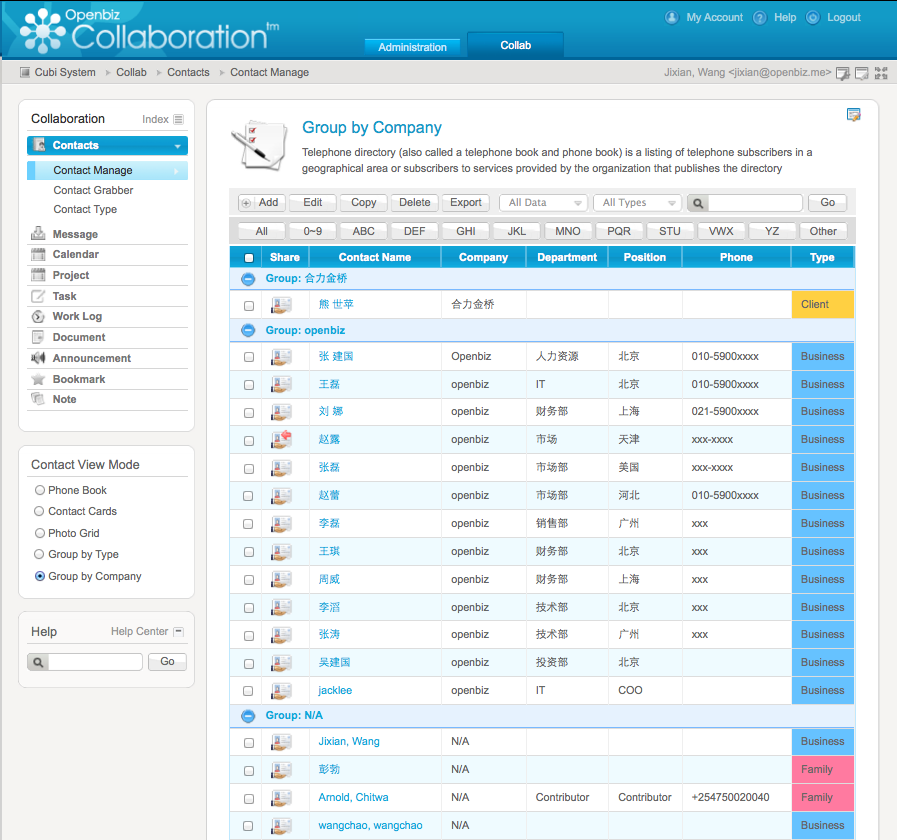 Openbiz
Collaboration™
My Account Help Logout
Administration Collab
Cubi System Collab Contacts Contact Manage
Jixian, Wang <jixian@openbiz.me>
Collaboration Index
Contacts
Contact Manage
Contact Grabber
Contact Type
Message
Calendar
Project
Task
Work Log
Document
Announcement
Bookmark
Note
Contact View Mode
Phone Book
Contact Cards
Photo Grid
Group by Type
Group by Company
Help Help Center
Go
Group by Company
Telephone directory (also called a telephone book and phone book) is a listing of telephone subscribers in a
geographical area or subscribers to services provided by the organization that publishes the directory
Add Edit Copy Delete Export All Data All Types Go
All 0~9 ABC DEF GHI JKL MNO PQR STU VWX YZ Other
Share Contact Name Company Department Position Phone Type
Group: 合力金桥
熊 世苹 合力金桥 Client
Group: openbiz
张 建国 Openbiz 人力资源 北京 010-5900xxxx Business
王磊 openbiz IT 北京 010-5900xxxx Business
刘 娜 openbiz 财务部 上海 021-5900xxxx Business
赵露 openbiz 市场 天津 xxx-xxxx Business
张磊 openbiz 市场部 美国 xxx-xxxx Business
赵蕾 openbiz 市场部 河北 010-5900xxxx Business
李磊 openbiz 销售部 广州 xxx Business
王琪 openbiz 财务部 北京 xxx Business
周威 openbiz 财务部 上海 xxx Business
李滔 openbiz 技术部 北京 xxx Business
张涛 openbiz 技术部 广州 xxx Business
吴建国 openbiz 投资部 北京 Business
jacklee openbiz IT COO Business
Group: N/A
Jixian, Wang N/A Business
彭勃 N/A Family
Arnold, Chitwa N/A Contributor Contributor +254750020040 Family
wangchao, wangchao N/A Business